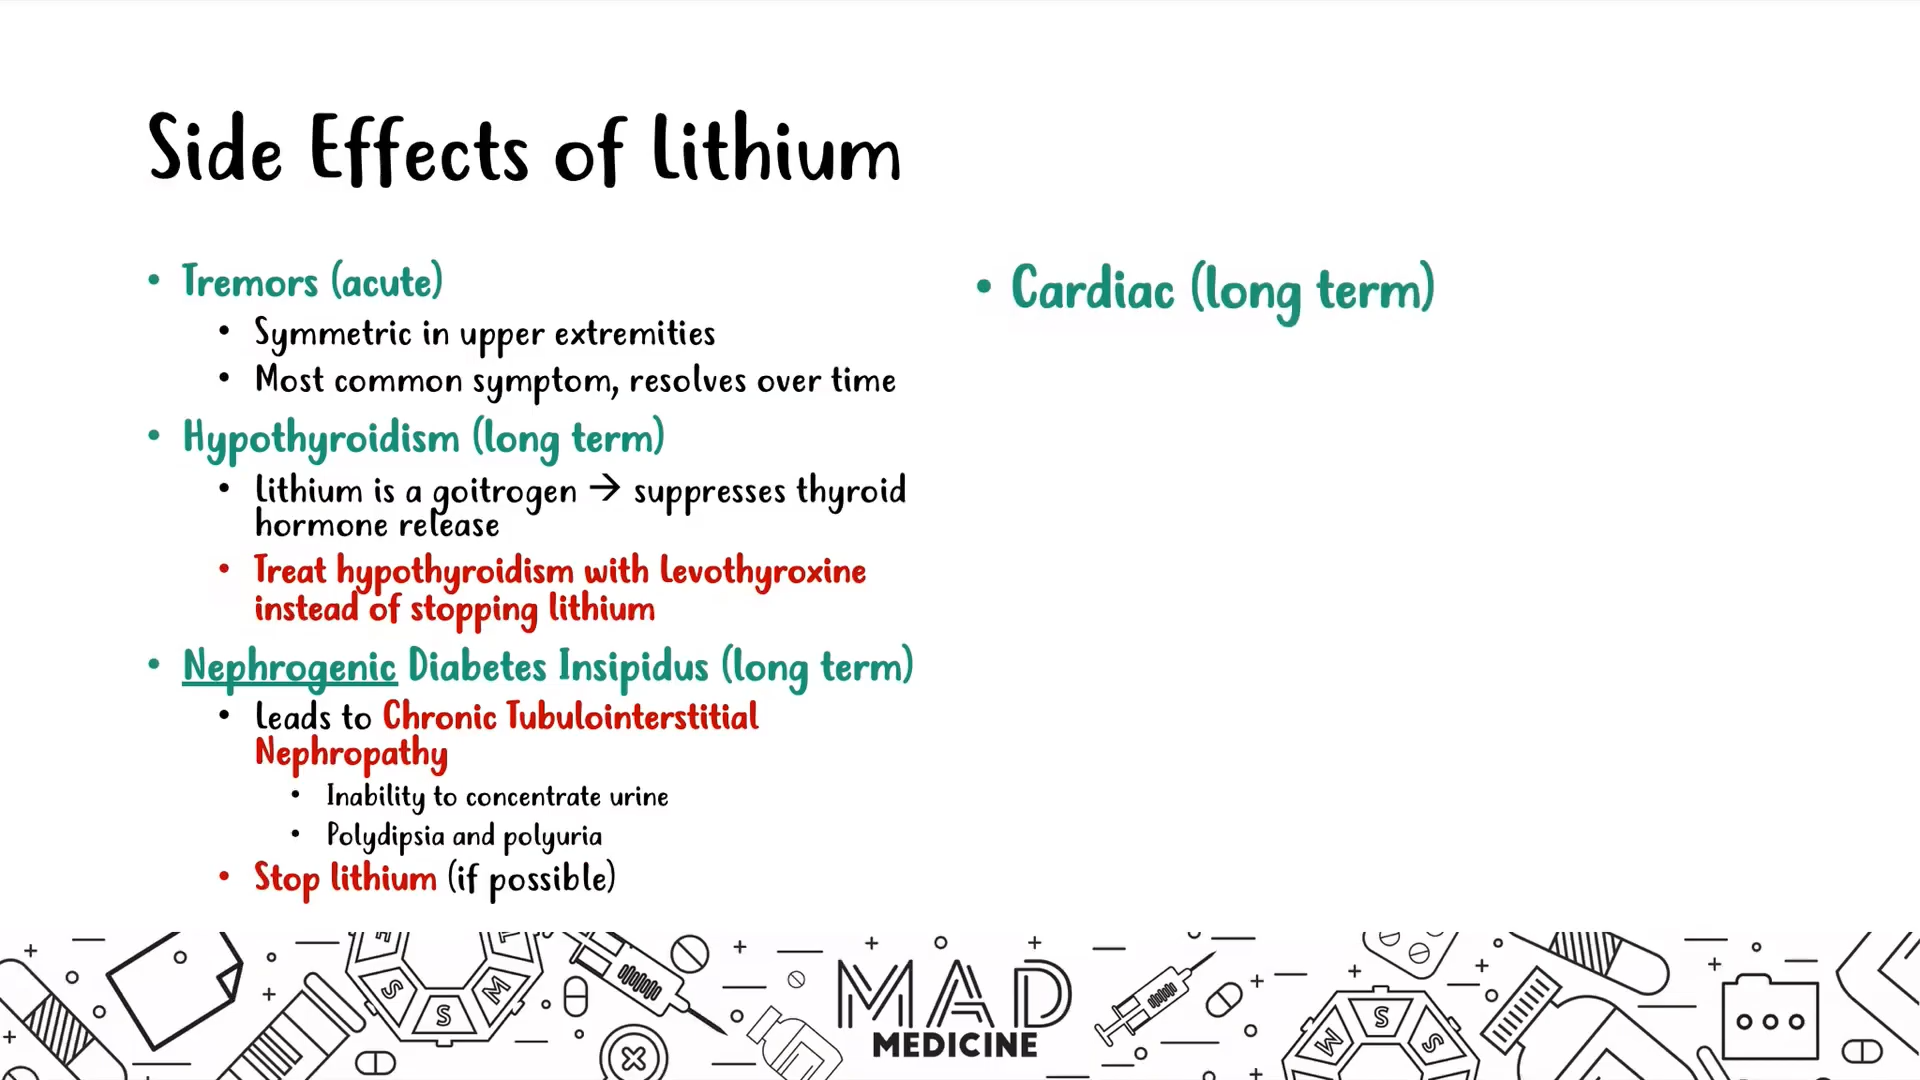 Side Effects of Lithium
• Tremors (acute)
• Symmetric in upper extremities
• Most common symptom, resolves over time
• Hypothyroidism (long term)
• Lithium is a goitrogen → suppresses thyroid
hormone release
• Treat hypothyroidism with Levothyroxine
instead of stopping lithium
• Nephrogenic Diabetes Insipidus (long term)
• Leads to Chronic Tubulointerstitial
Nephropathy
• Inability to concentrate urine
• Polydipsia and polyuria
• Stop lithium (if possible)
• Cardiac (long term)
S
S
M
MAD
MEDICINE
M
S
S